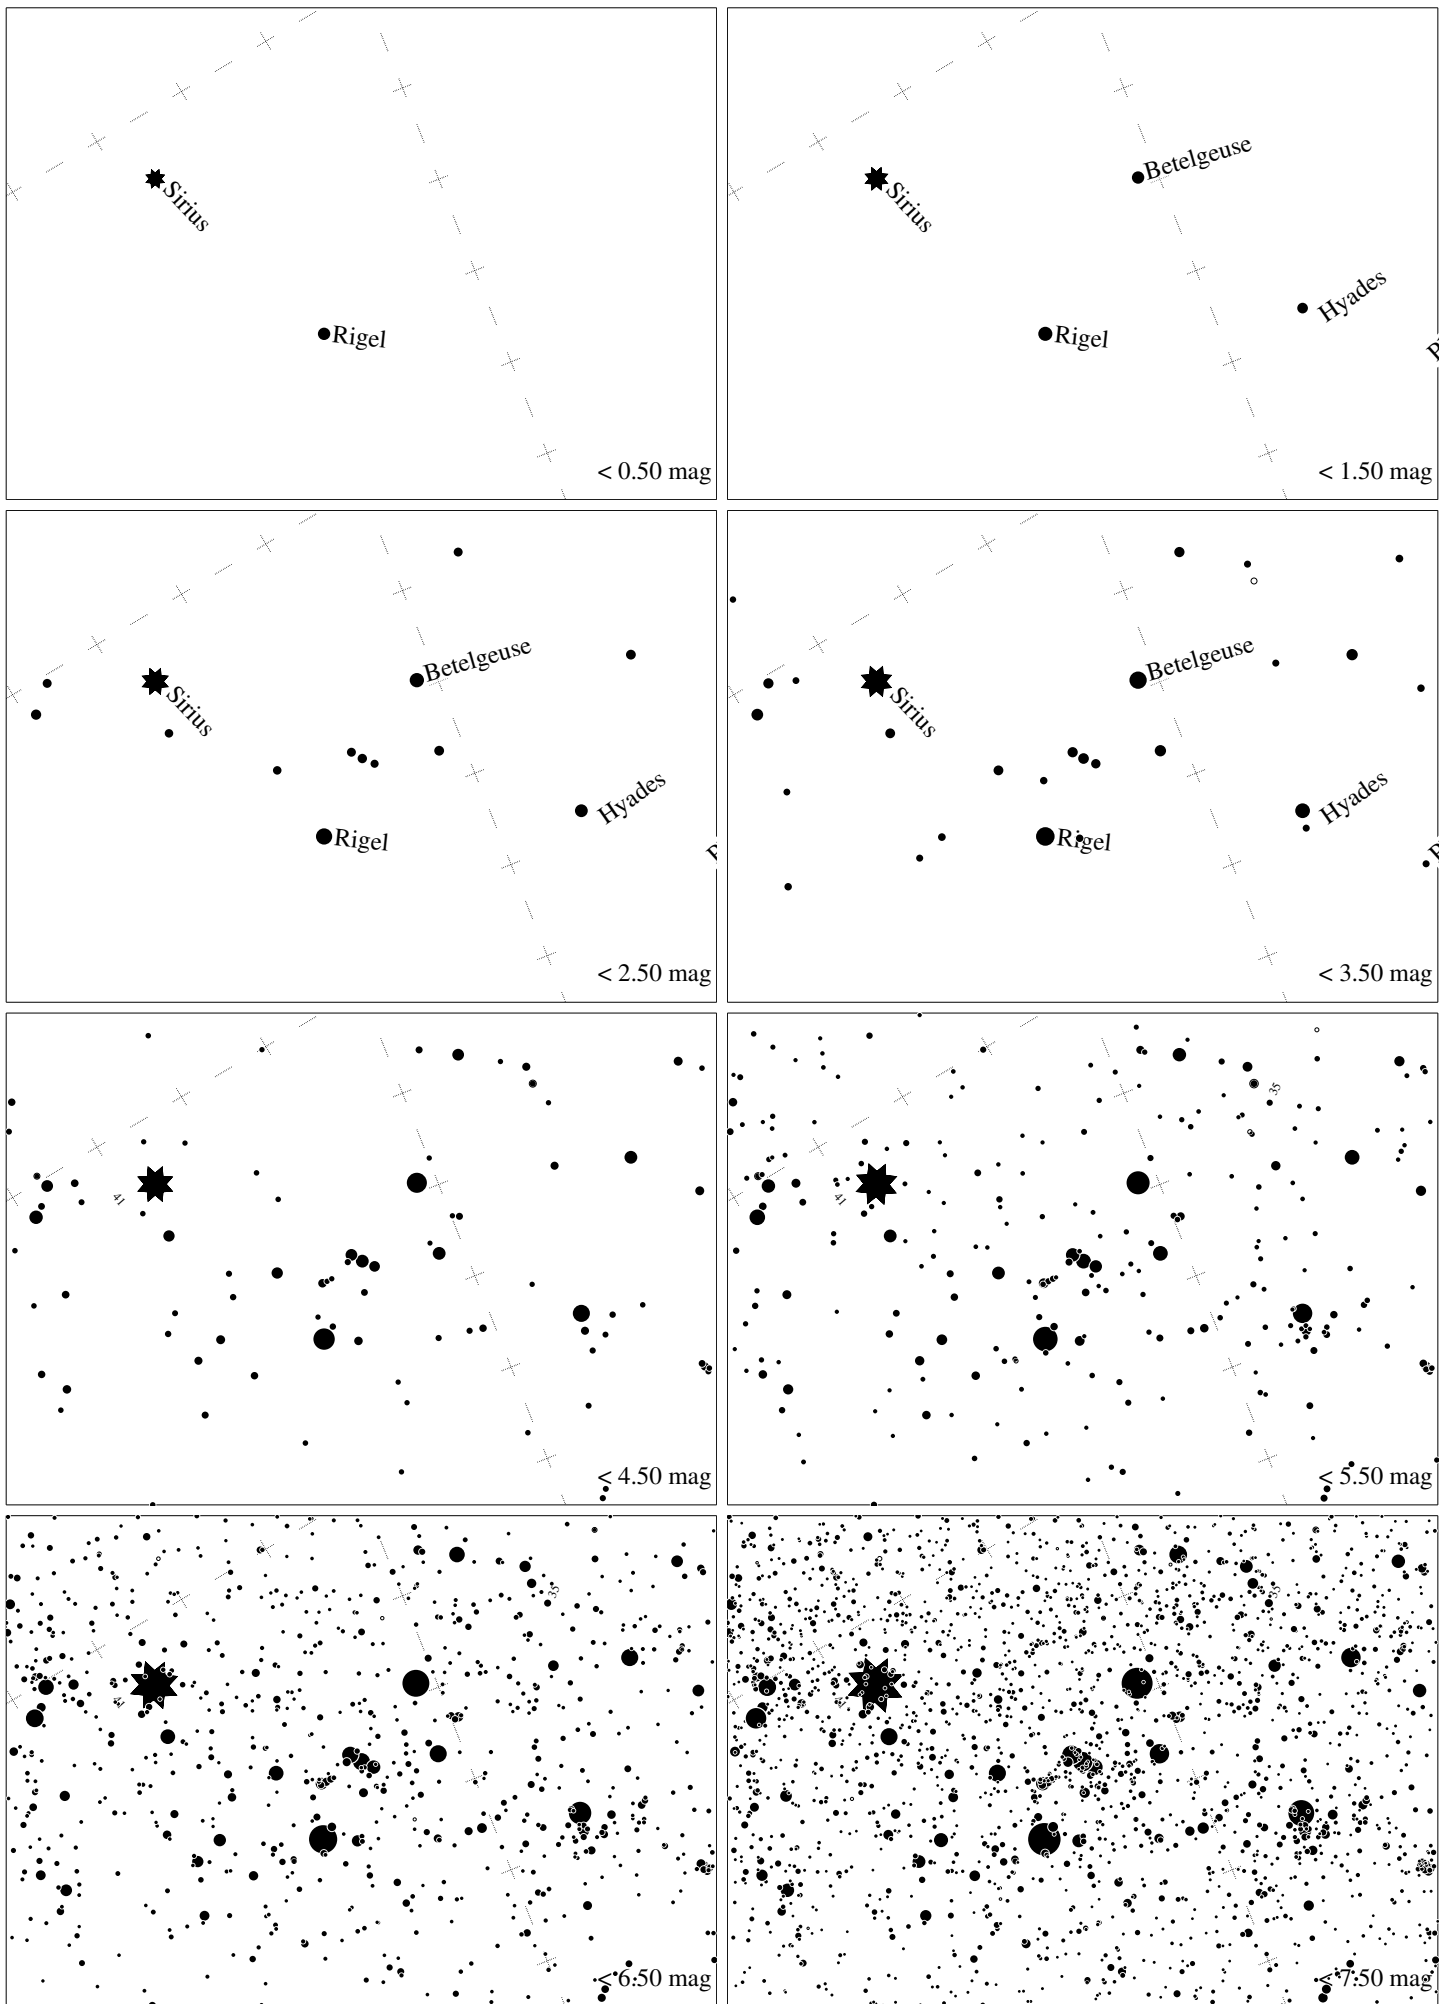 Sirius
Rigel
< 0.50 mag
Betelgeuse
Sirius
Hyades
Rigel
P
< 1.50 mag
Betelgeuse
Sirius
Hyades
Rigel
< 2.50 mag
Betelgeuse
Sirius
Hyades
Rigel
< 3.50 mag
41
< 4.50 mag
35
41
< 5.50 mag
35
< 6.50 mag
35
< 7.50 mag